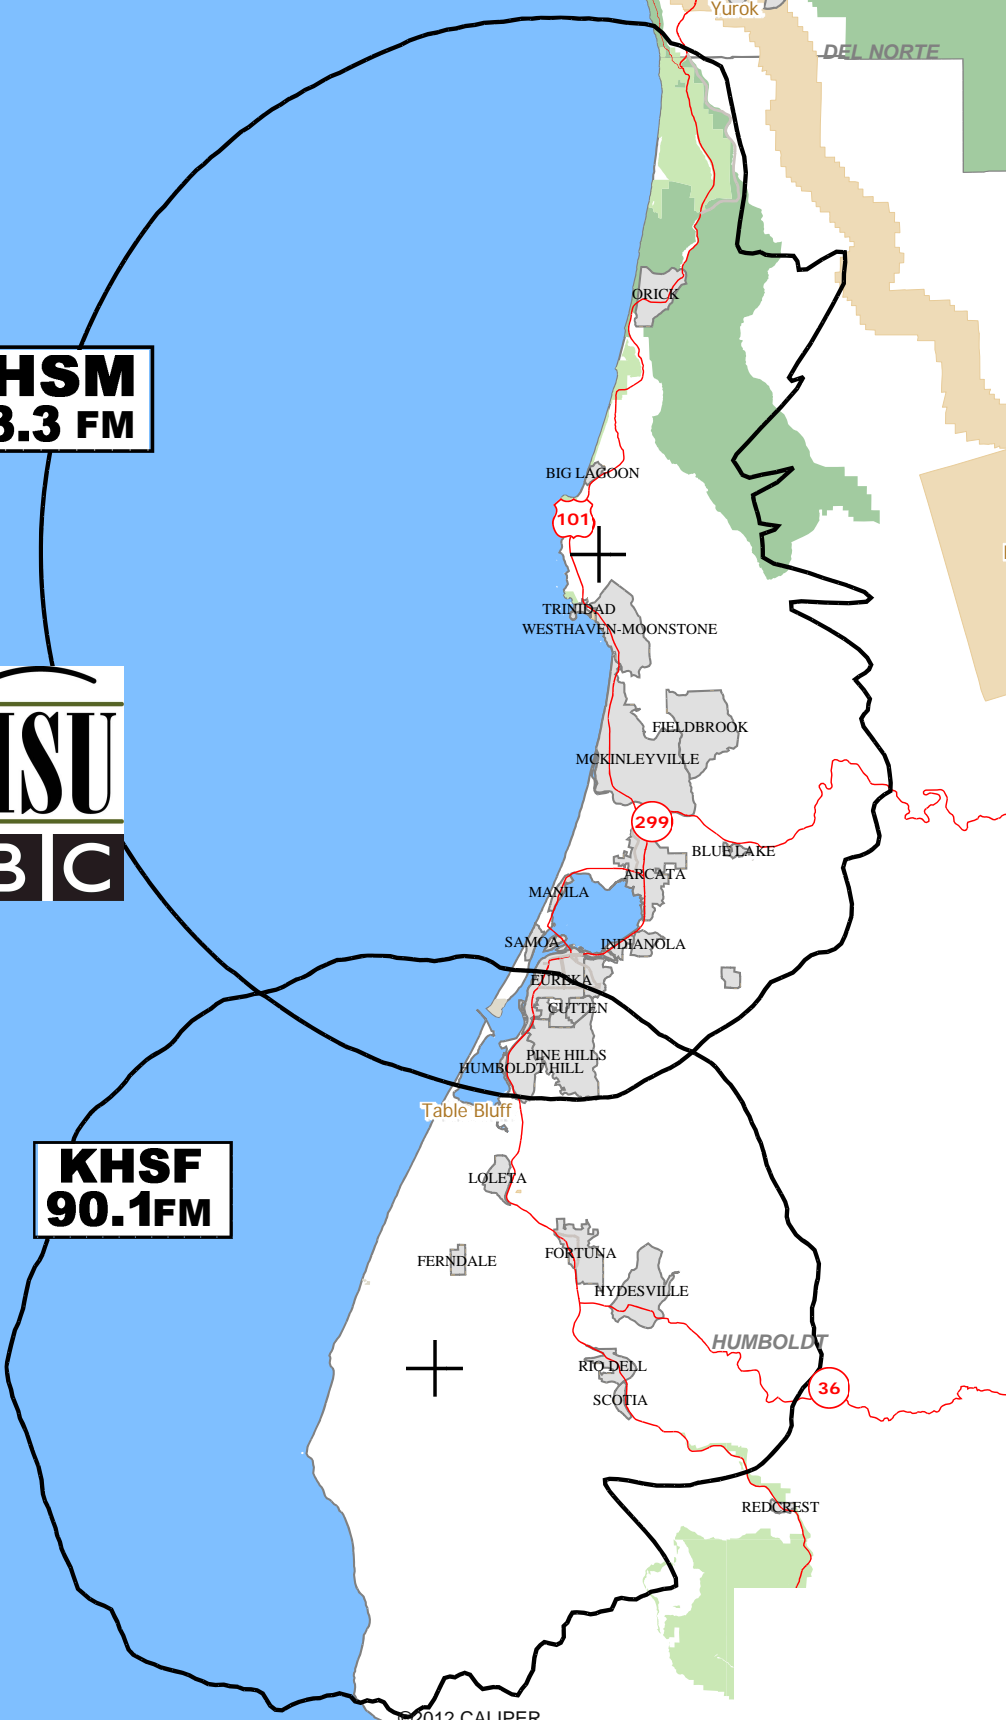 Yurok
DEL NORTE
ORICK
HSM
3.3 FM
BIG LAGOON
101
TRINIDAD
WESTHAVEN-MOONSTONE
HSU
FIELDBROOK
MCKINLEYVILLE
299
B|C
BLUE LAKE
ARCATA
MANILA
SAMOA
INDIANOLA
EUREKA
CUTTEN
PINE HILLS
HUMBOLDT HILL
Table Bluff
KHSF
90.1FM
LOLETA
FORTUNA
FERNDALE
HYDESVILLE
HUMBOLDT
RIO DELL
36
SCOTIA
REDCREST
©2012 CALIPER